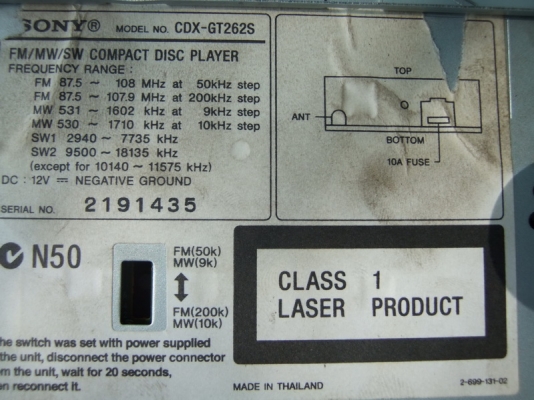 SONY® MODEL NO. CDX-GT262S
FM/MW/SW COMPACT DISC PLAYER
FREQUENCY RANGE :
FM 87.5 ~ 108 MHz at 50kHz step
FM 87.5 ~ 107.9 MHz at 200kHz step
MW 531 ~ 1602 kHz at 9kHz step
MW 530 ~ 1710 kHz at 10kHz step
SW1 2940 ~ 7735 kHz
SW2 9500 ~ 18135 kHz
(except for 10140 ~ 11575 kHz)
DC : 12V ⎓ NEGATIVE GROUND
SERIAL NO. 2191435
TOP
ANT
BOTTOM
10A FUSE
N50
FM(50k)
MW(9k)
FM(200k)
MW(10k)
CLASS 1
LASER PRODUCT
he switch was set with power supplied
the unit, disconnect the power connector
m the unit, wait for 20 seconds,
n reconnect it.
MADE IN THAILAND
2-699-131-02